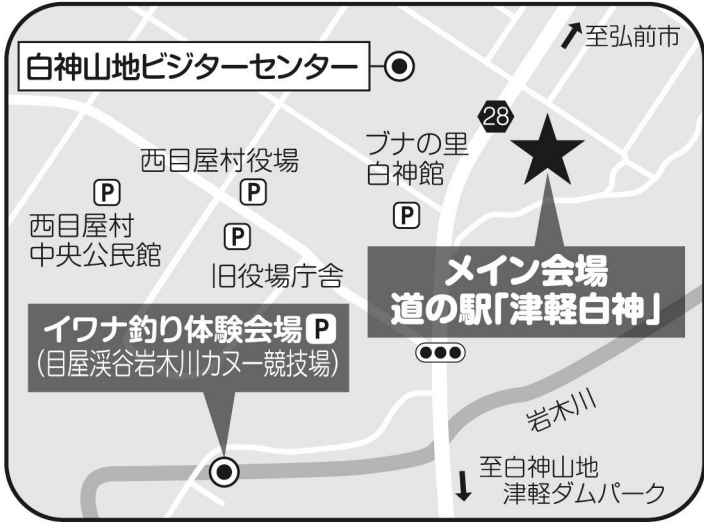 至弘前市
白神山地ビジターセンター
28
ブナの里
白神館
P
西目屋村役場
P
P
西目屋村
中央公民館
P
旧役場庁舎
メイン会場
道の駅「津軽白神」
イワナ釣り体験会場P
(目屋渓谷岩木川カヌー競技場)
岩木川
至白神山地
津軽ダムパーク